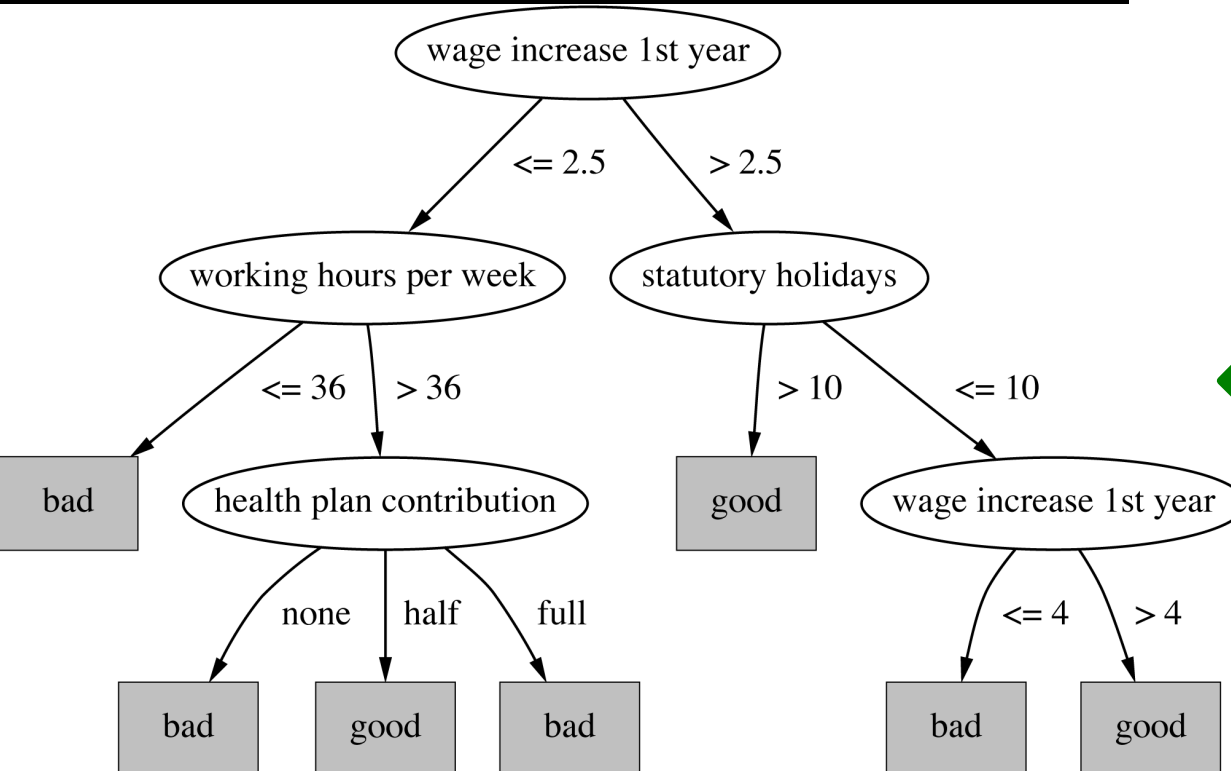 wage increase 1st year
<= 2.5
> 2.5
working hours per week
statutory holidays
<= 36
> 36
> 10
<= 10
bad
health plan contribution
good
wage increase 1st year
none
half
full
<= 4
> 4
bad
good
bad
bad
good